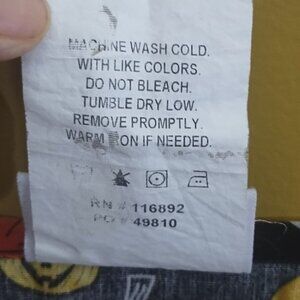 MACHINE WASH COLD.
WITH LIKE COLORS.
DO NOT BLEACH.
TUMBLE DRY LOW.
REMOVE PROMPTLY.
WARM IRON IF NEEDED.
RN # 116892
PO # 49810